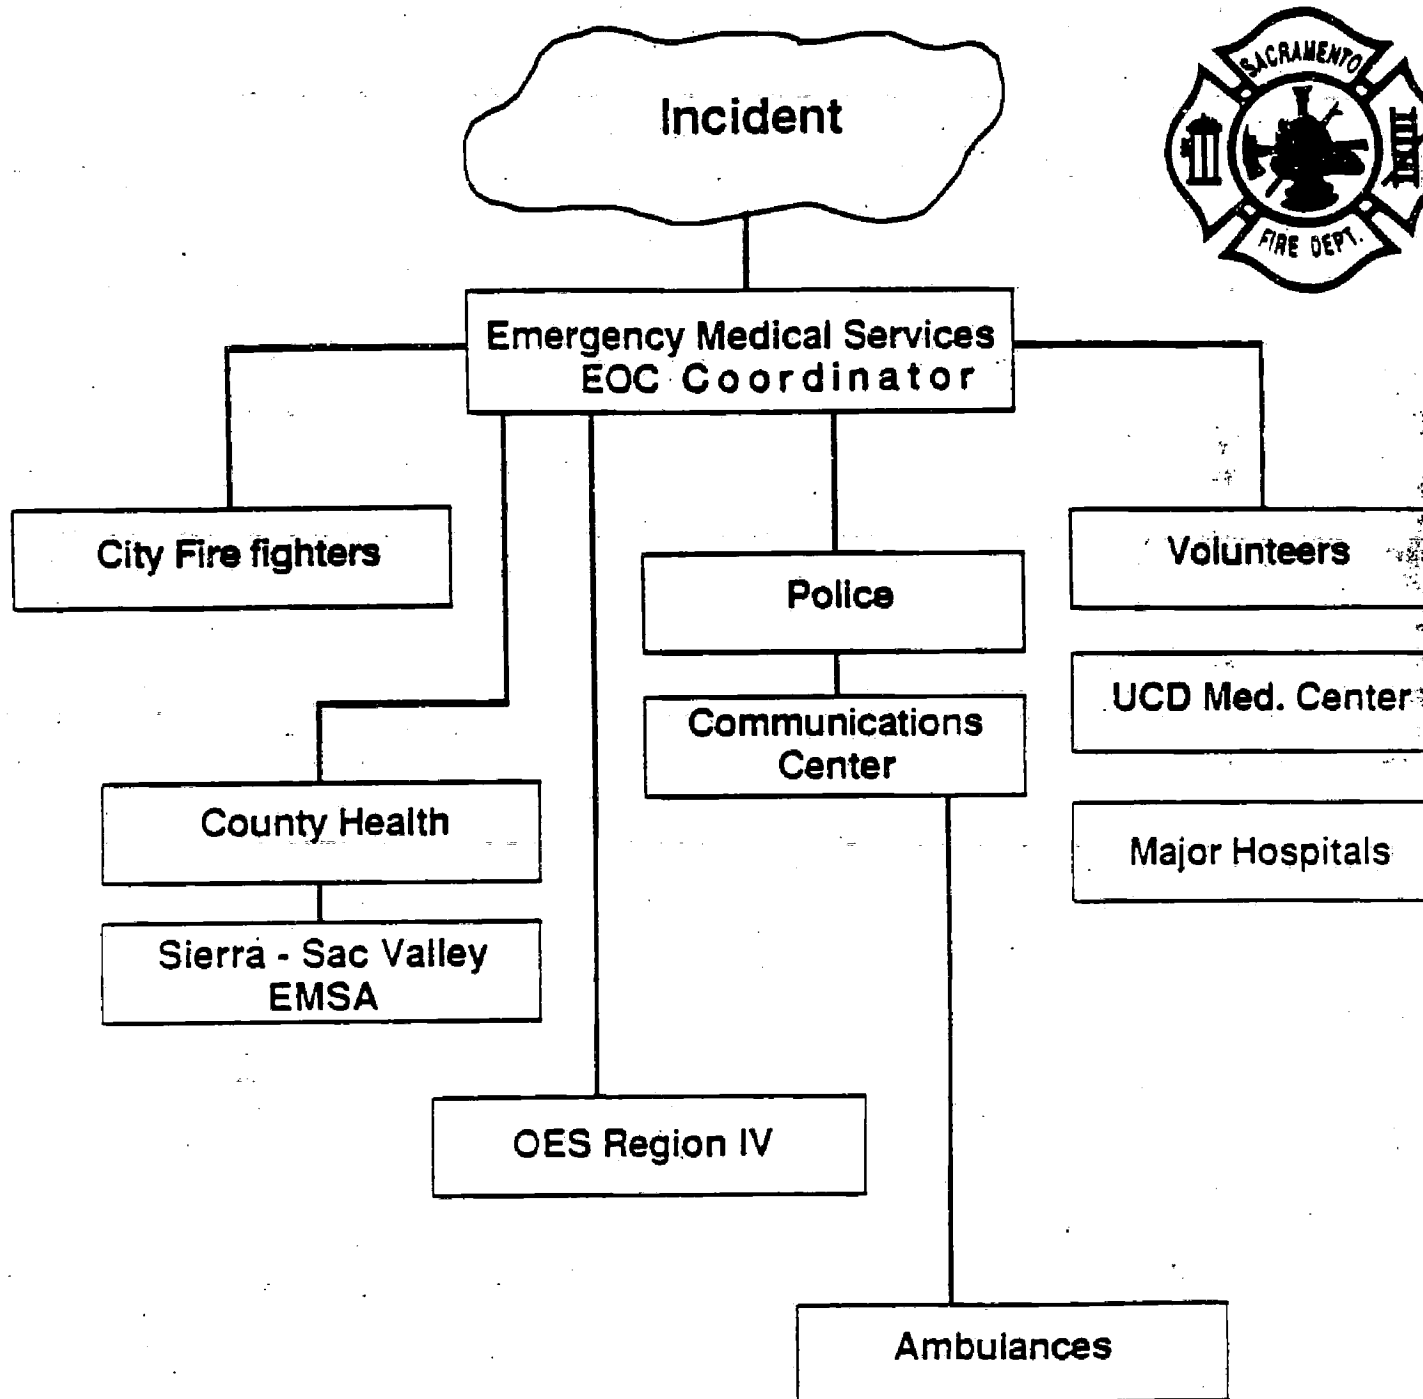 Incident
SACRAMENTO
FIRE DEPT.
Emergency Medical Services
EOC Coordinator
City Fire fighters
Volunteers
Police
UCD Med. Center
Communications
Center
County Health
Major Hospitals
Sierra - Sac Valley
EMSA
OES Region IV
Ambulances